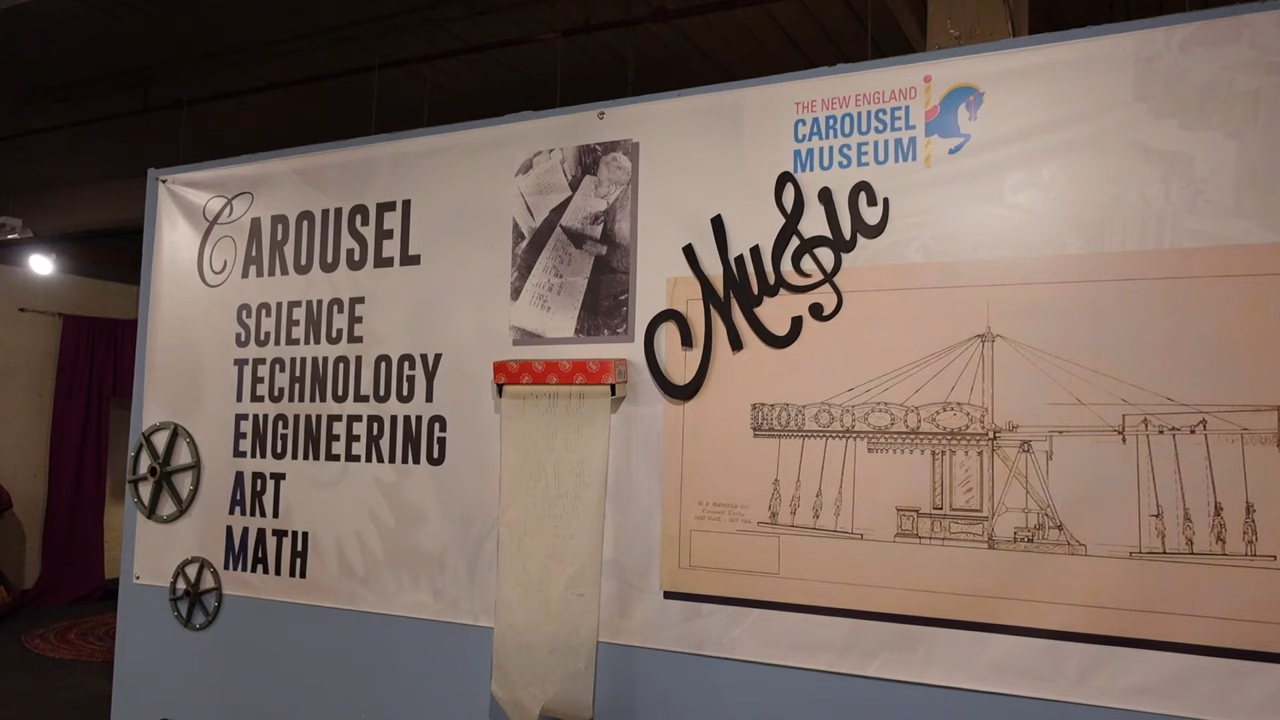 CAROUSEL
SCIENCE
TECHNOLOGY
ENGINEERING
ART
MATH
THE NEW ENGLAND
CAROUSEL
MUSEUM
Music